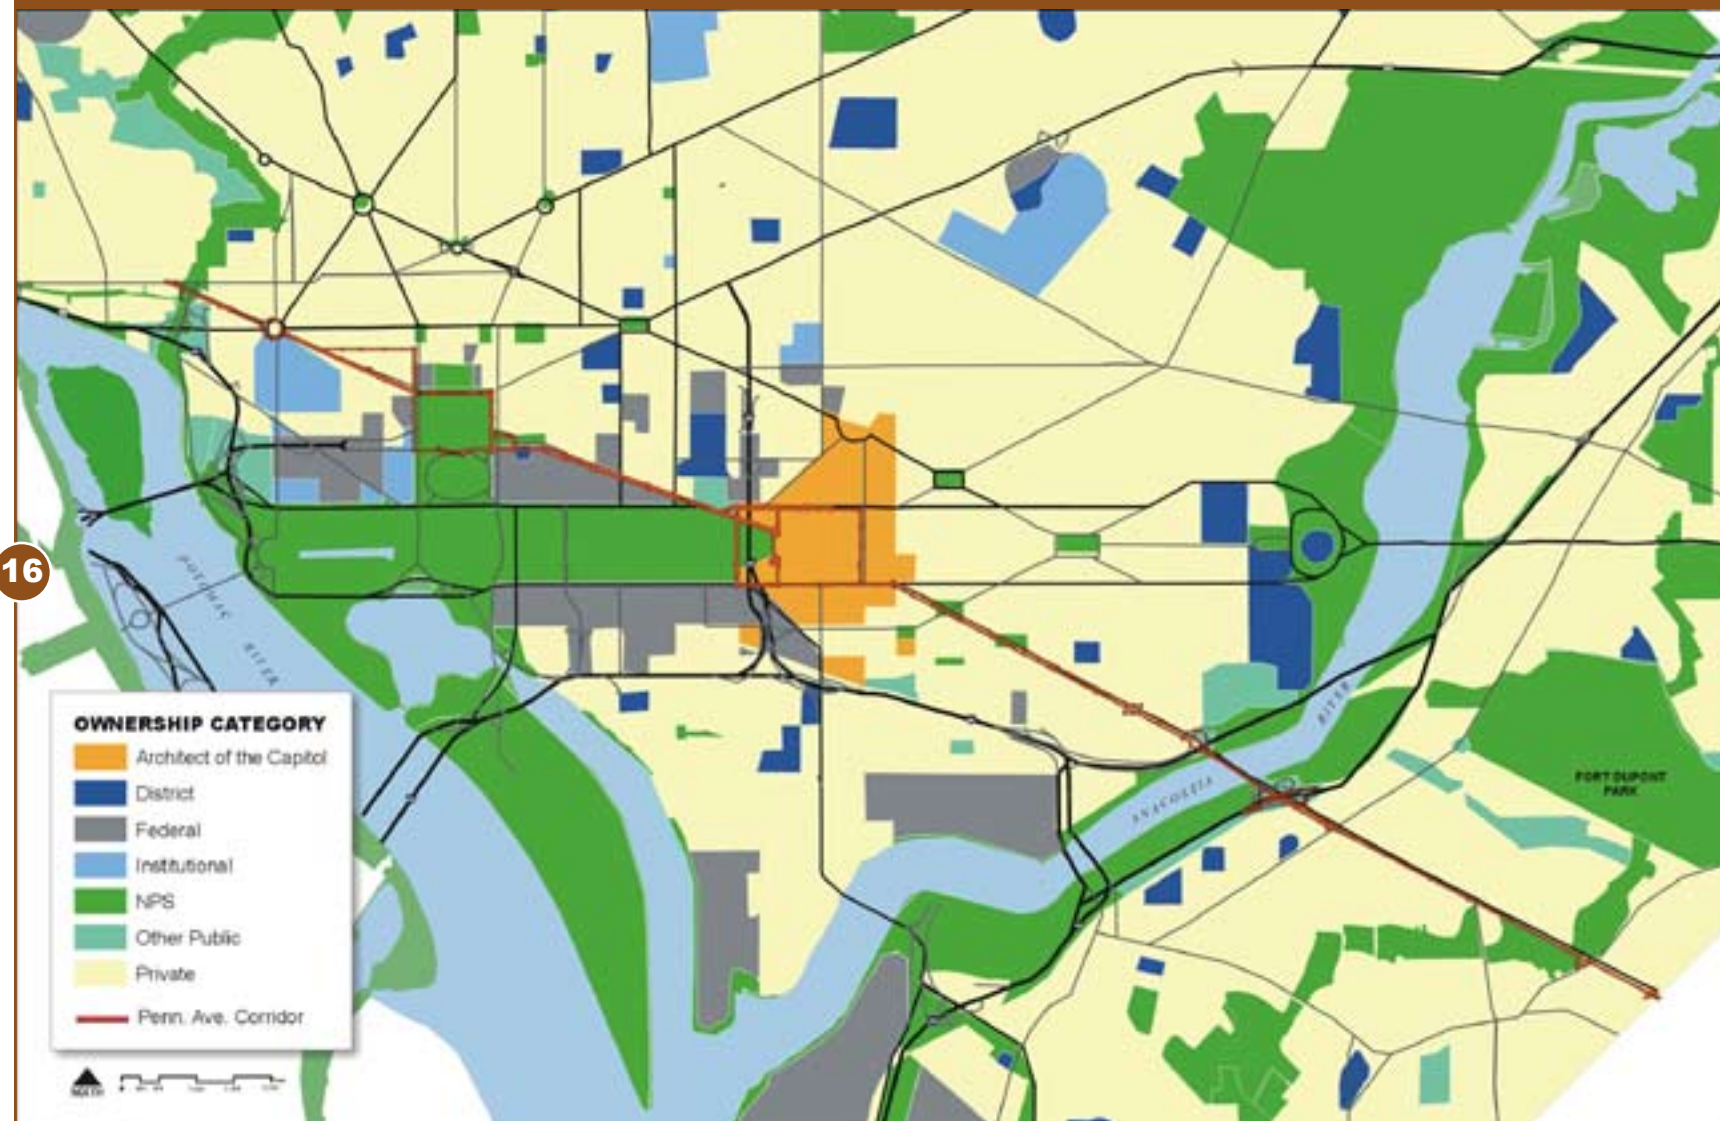 16
POTOMAC
RIVER
OWNERSHIP CATEGORY
Architect of the Capitol
District
Federal
Institutional
NPS
Other Public
Private
Penn. Ave. Corridor
NORTH
ANACOSTIA
RIVER
FORT DUPONT
PARK